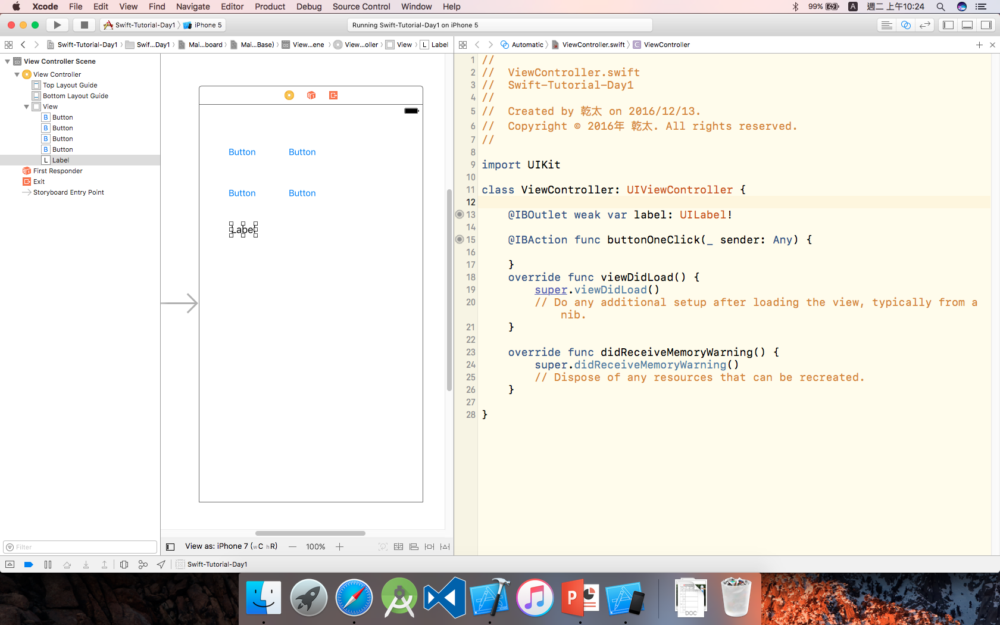 Xcode File Edit View Find Navigate Editor Product Debug Source Control Window Help 99% A 週二 上午10:24
Swift-Tutorial-Day1 iPhone 5 Running Swift-Tutorial-Day1 on iPhone 5
Swift-Tutorial-Day1 Swif...Day1 Mai...board Mai...Base) View...ene View...oller View L Label
Automatic ViewController.swift C ViewController
View Controller Scene
View Controller
Top Layout Guide
Bottom Layout Guide
View
B Button
B Button
B Button
B Button
L Label
First Responder
Exit
Storyboard Entry Point
Filter
Button Button
Button Button
Label
View as: iPhone 7 (wC hR) 100%
1 //
2 // ViewController.swift
3 // Swift-Tutorial-Day1
4 //
5 // Created by 乾太 on 2016/12/13.
6 // Copyright © 2016年 乾太. All rights reserved.
7 //
8
9 import UIKit
10
11 class ViewController: UIViewController {
12
13 @IBOutlet weak var label: UILabel!
14
15 @IBAction func buttonOneClick(_ sender: Any) {
16
17 }
18 override func viewDidLoad() {
19 super.viewDidLoad()
20 // Do any additional setup after loading the view, typically from a
nib.
21 }
22
23 override func didReceiveMemoryWarning() {
24 super.didReceiveMemoryWarning()
25 // Dispose of any resources that can be recreated.
26 }
27
28 }
Swift-Tutorial-Day1
P
DOC